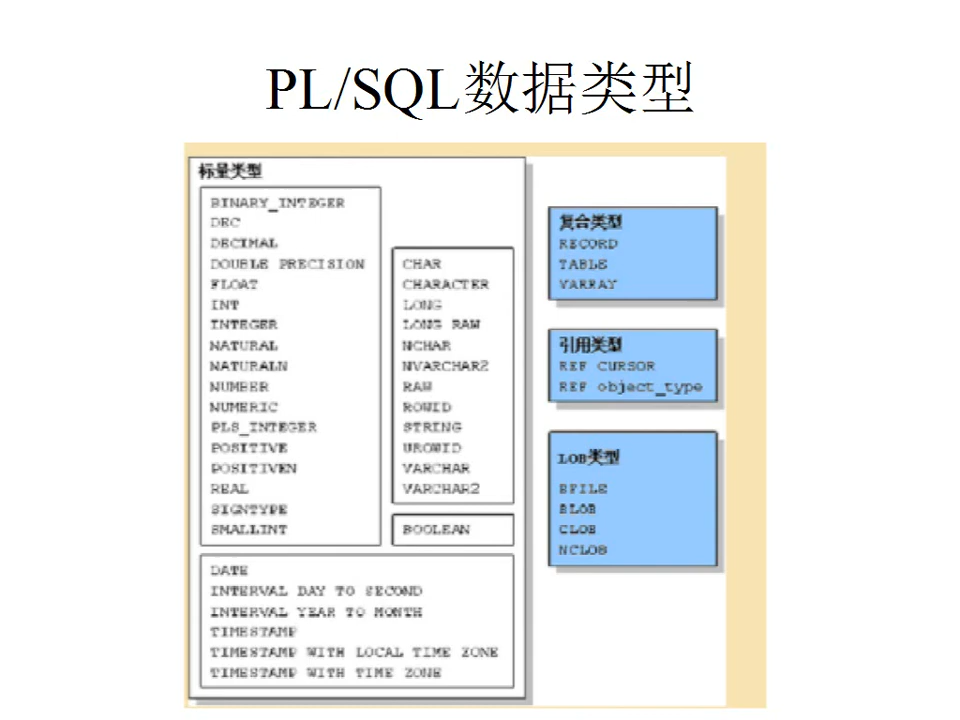 PL/SQL数据类型
标量类型
BINARY_INTEGER
DEC
DECIMAL
DOUBLE PRECISION
FLOAT
INT
INTEGER
NATURAL
NATURALN
NUMBER
NUMERIC
PLS_INTEGER
POSITIVE
POSITIVEN
REAL
SIGNTYPE
SMALLINT
CHAR
CHARACTER
LONG
LONG RAW
NCHAR
NVARCHAR2
RAW
ROWID
STRING
UROWID
VARCHAR
VARCHAR2
BOOLEAN
DATE
INTERVAL DAY TO SECOND
INTERVAL YEAR TO MONTH
TIMESTAMP
TIMESTAMP WITH LOCAL TIME ZONE
TIMESTAMP WITH TIME ZONE
复合类型
RECORD
TABLE
VARRAY
引用类型
REF CURSOR
REF object_type
LOB类型
BFILE
BLOB
CLOB
NCLOB